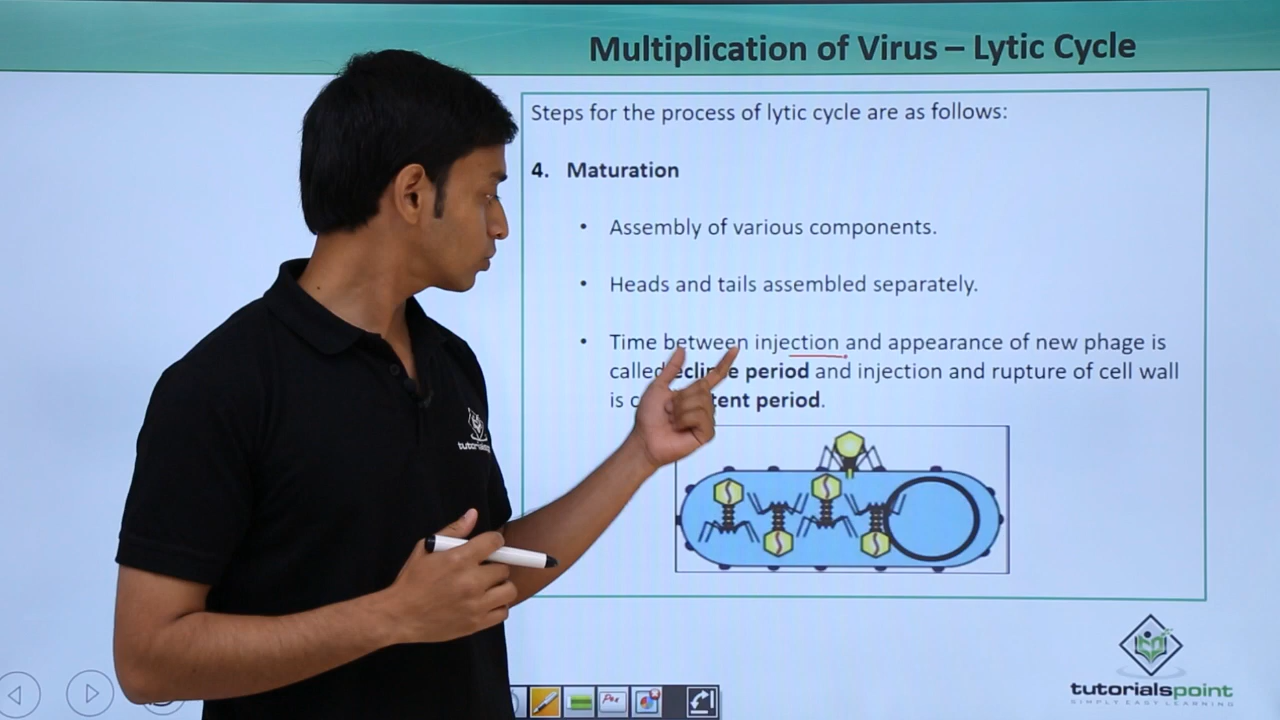 Multiplication of Virus – Lytic Cycle
Steps for the process of lytic cycle are as follows:
4. Maturation
• Assembly of various components.
• Heads and tails assembled separately.
• Time between injection and appearance of new phage is
called period and injection and rupture of cell wall
is period.
tutorialspoint
SIMPLY EASY LEARNING